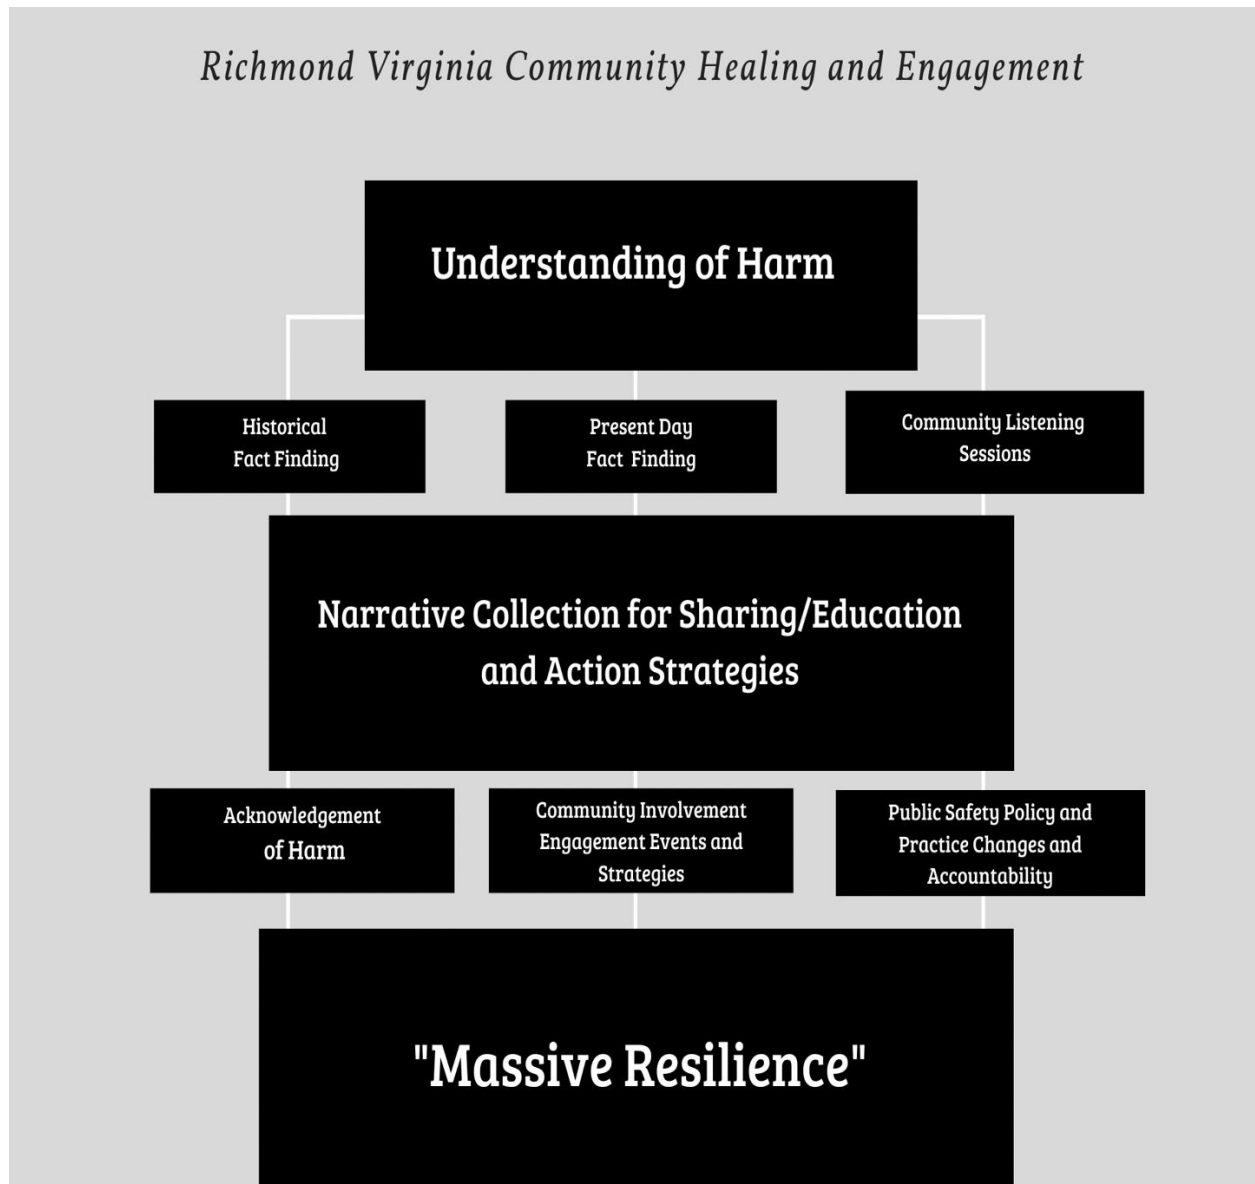 Richmond Virginia Community Healing and Engagement
Understanding of Harm
Historical
Fact Finding
Present Day
Fact  Finding
Community Listening
Sessions
Narrative Collection for Sharing/Education
and Action Strategies
Acknowledgement
of Harm
Community Involvement
Engagement Events and
Strategies
Public Safety Policy and
Practice Changes and
Accountability
"Massive Resilience"